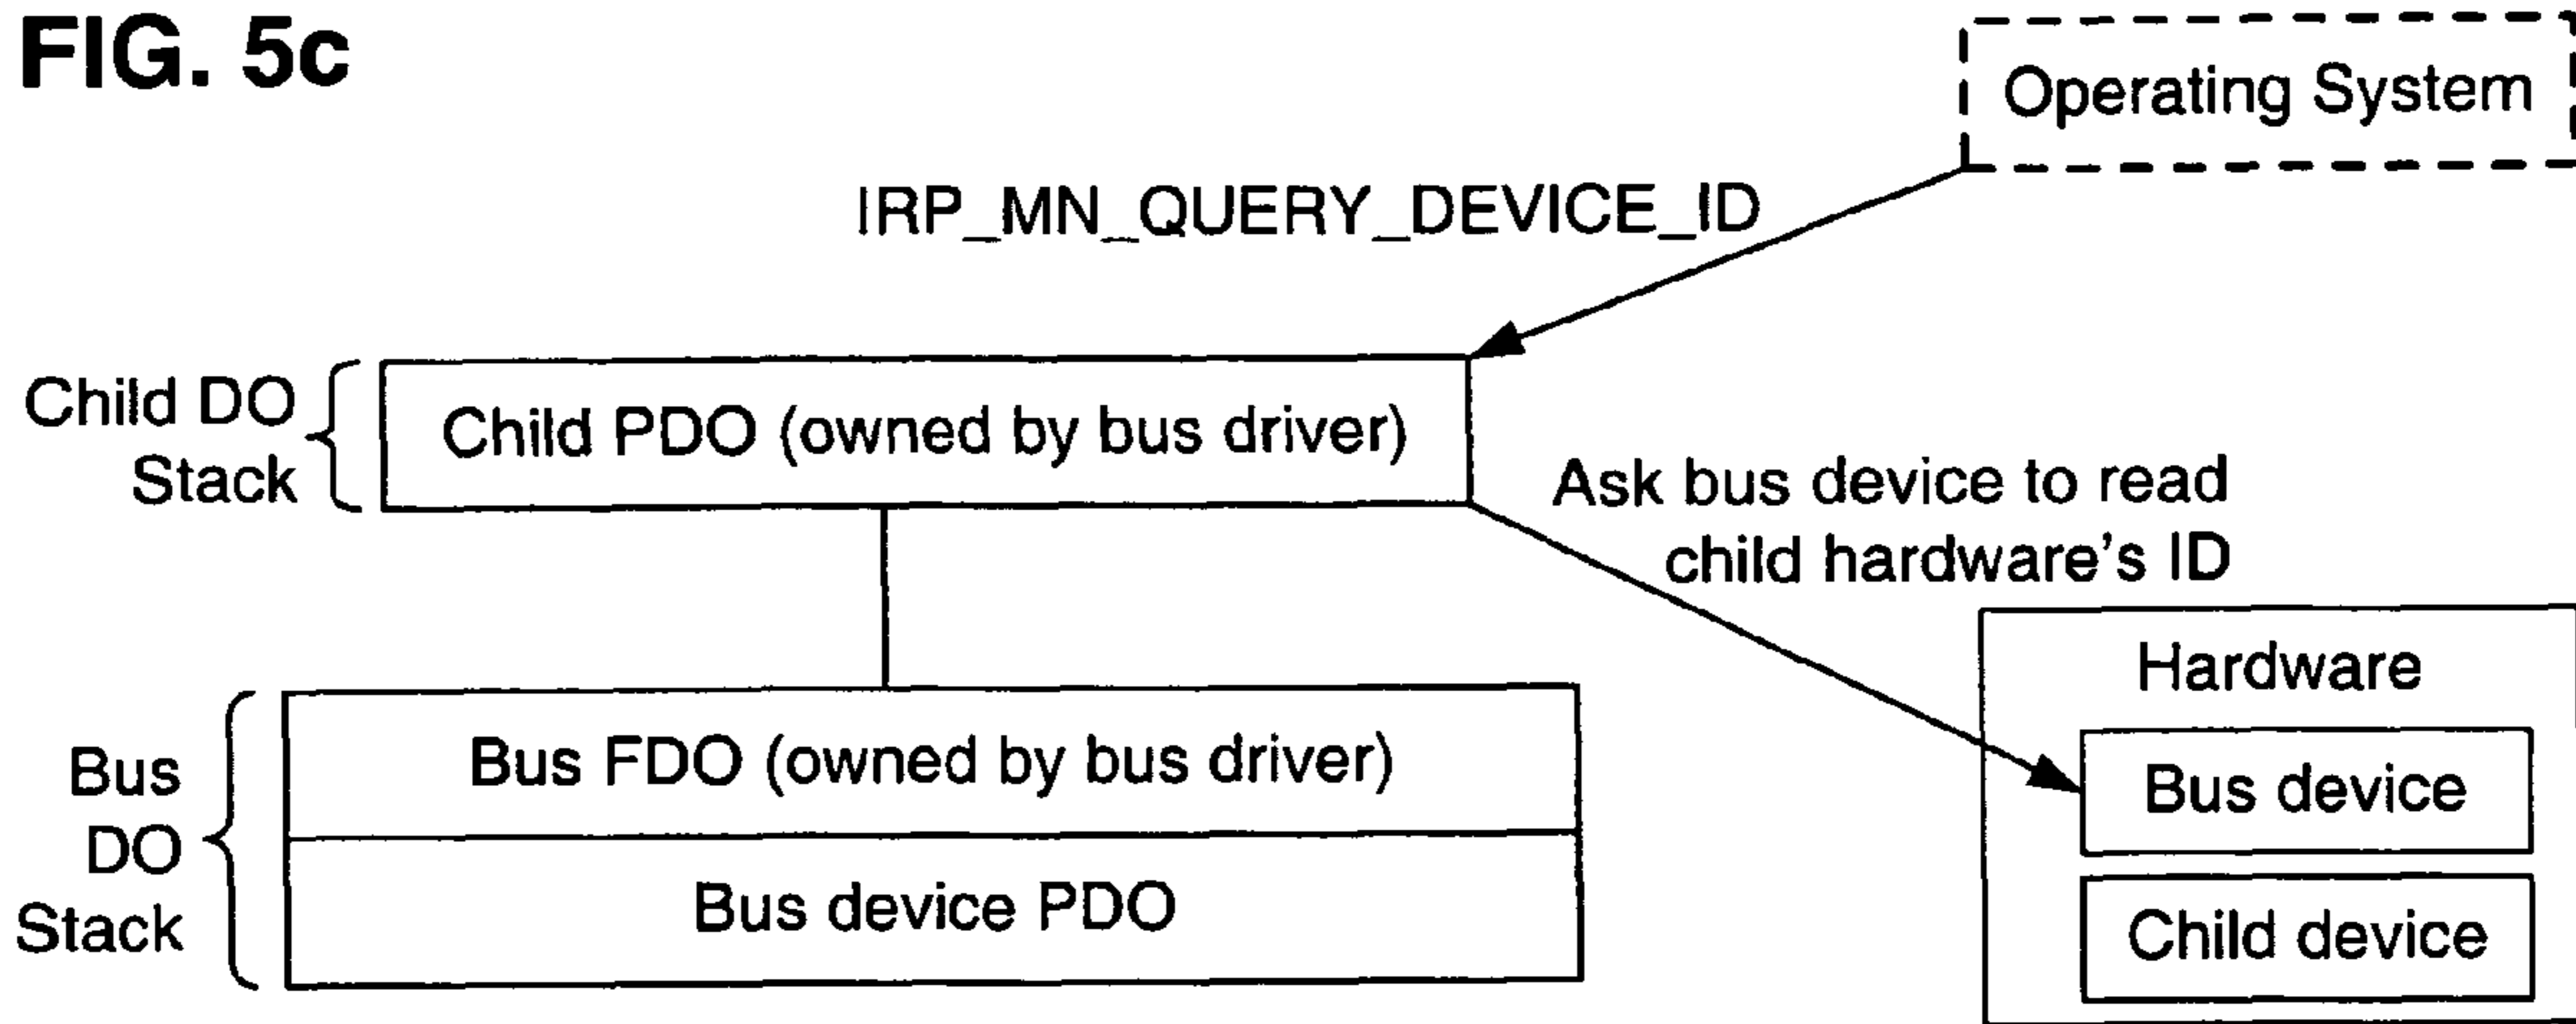 FIG. 5c
Operating System
IRP_MN_QUERY_DEVICE_ID
Child DO
Stack
Child PDO (owned by bus driver)
Ask bus device to read
child hardware's ID
Hardware
Bus
DO
Stack
Bus FDO (owned by bus driver)
Bus device PDO
Bus device
Child device